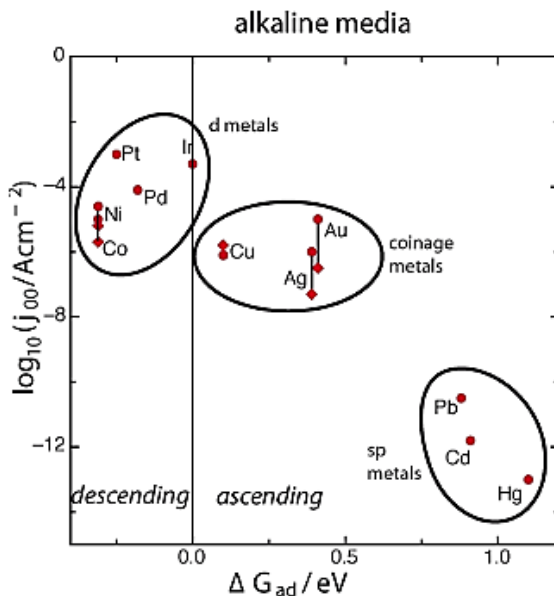 alkaline media
0
d metals
Ir
Pt
Pd
-4
Ni
Co
Au
Cu
coinage
metals
Ag
-8
log10(j00/Acm−2)
Pb
sp
metals
Cd
-12
Hg
descending
ascending
0.0
0.5
1.0
Δ Gad / eV